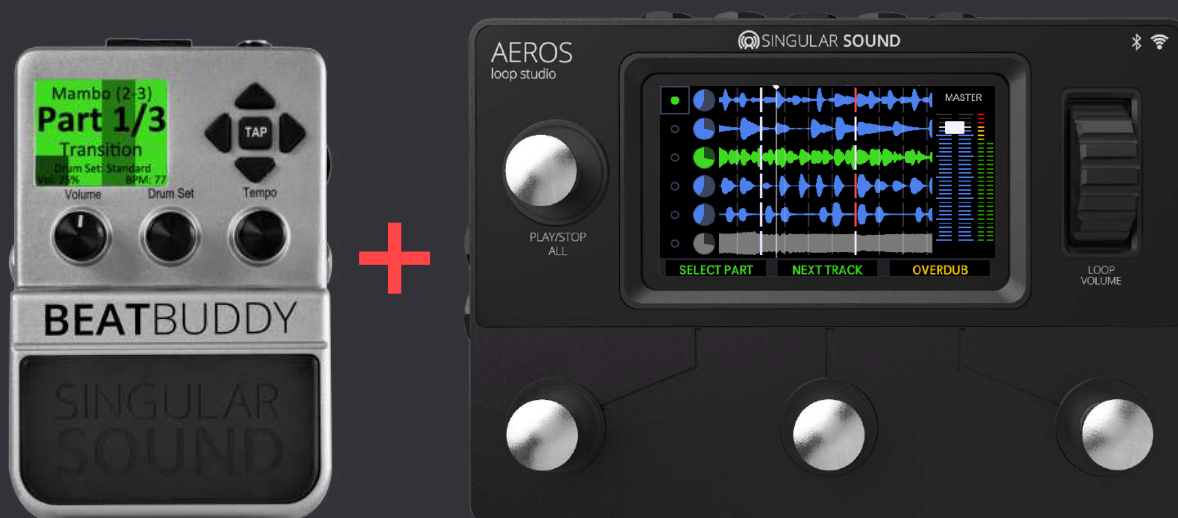 Mambo (2-3)
Part 1/3
Transition
Drum Set: Standard
Vol: 75% BPM: 77
TAP
Volume Drum Set Tempo
BEATBUDDY
SINGULAR
SOUND
AEROS
loop studio
SINGULAR SOUND
MASTER
PLAY/STOP
ALL
SELECT PART NEXT TRACK OVERDUB
LOOP
VOLUME